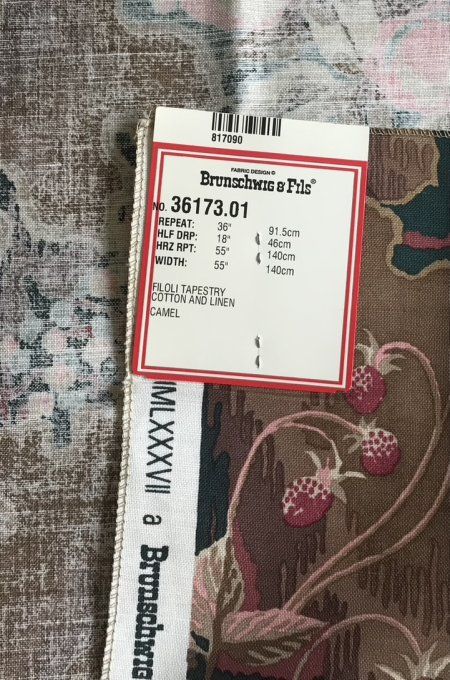 817090
FABRIC DESIGN ©
Brunschwig & Fils®
NO. 36173.01
REPEAT: 36" 91.5cm
HLF DRP: 18" 46cm
HRZ RPT: 55" 140cm
WIDTH: 55" 140cm
FILOLI TAPESTRY
COTTON AND LINEN
CAMEL
MLXXXVII a Brunschwig